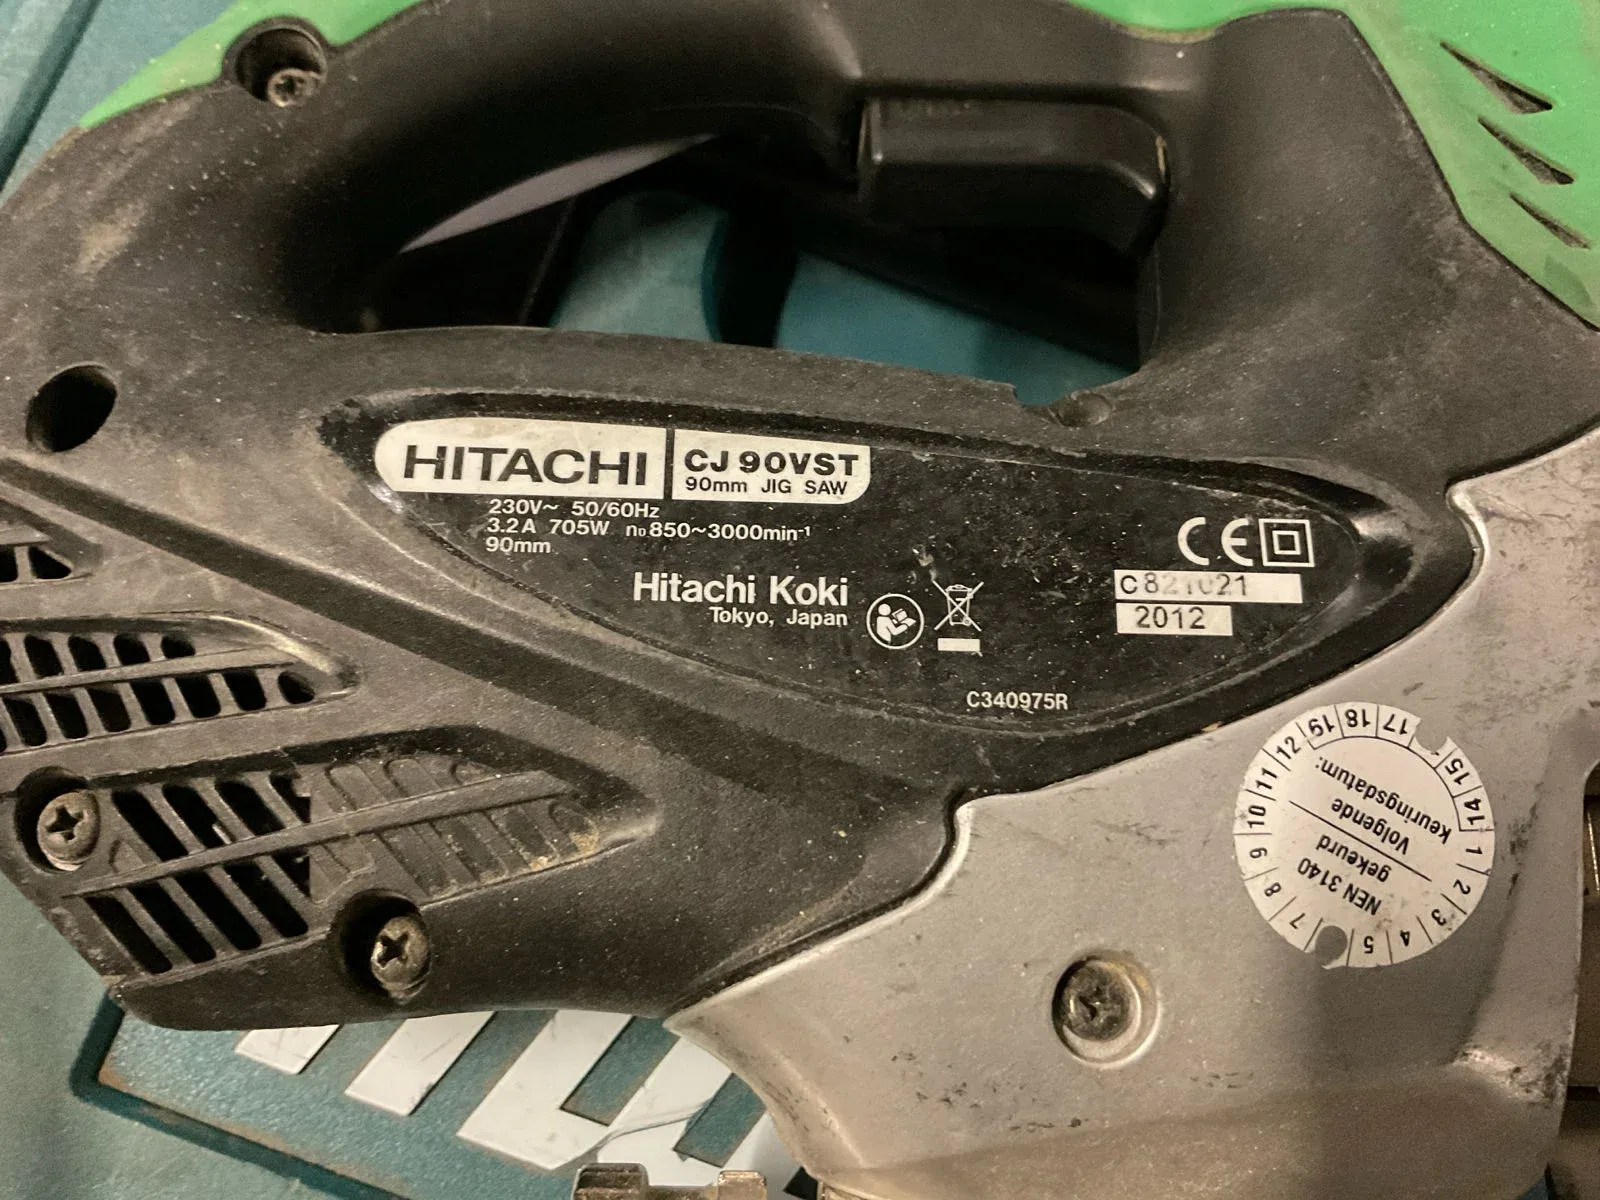 HITACHI
CJ 90VST
90mm JIG SAW
230V~ 50/60Hz
3.2A 705W n₀ 850~3000min⁻¹
90mm
Hitachi Koki
Tokyo, Japan
CE
2012
C340975R
NEN 3140
gekeurd
Volgende
keuringsdatum:
1 2 3 4 5 7 8 9 10 11 12
14 15 17 18 19